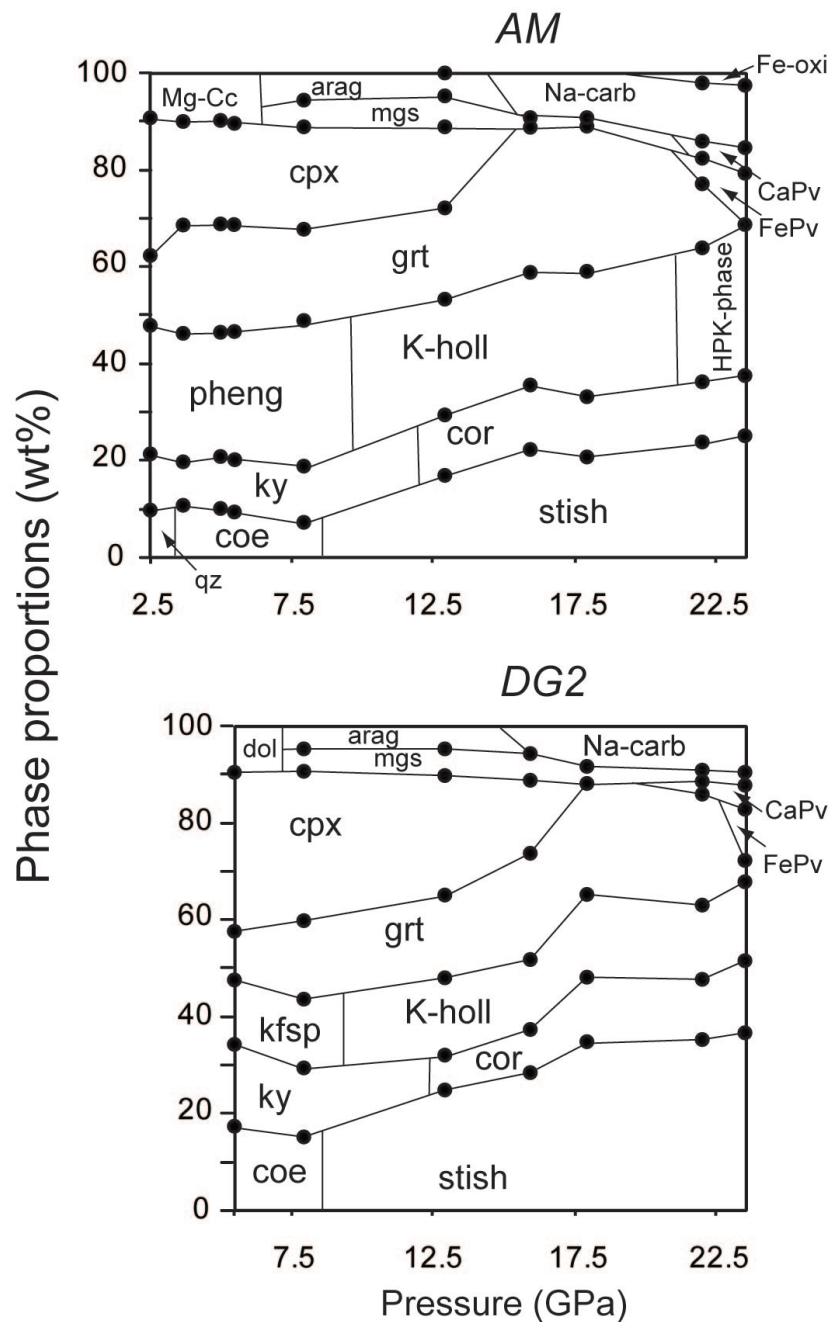 AM
100
80
60
40
20
0
Mg-Cc
arag
mgs
Na-carb
Fe-oxi
CaPv
FePv
cpx
grt
HPK-phase
K-holl
pheng
cor
ky
stish
coe
qz
2.5 7.5 12.5 17.5 22.5
Phase proportions (wt%)
DG2
100
80
60
40
20
0
dol
arag
mgs
Na-carb
CaPv
FePv
cpx
grt
K-holl
kfsp
cor
ky
coe
stish
7.5 12.5 17.5 22.5
Pressure (GPa)